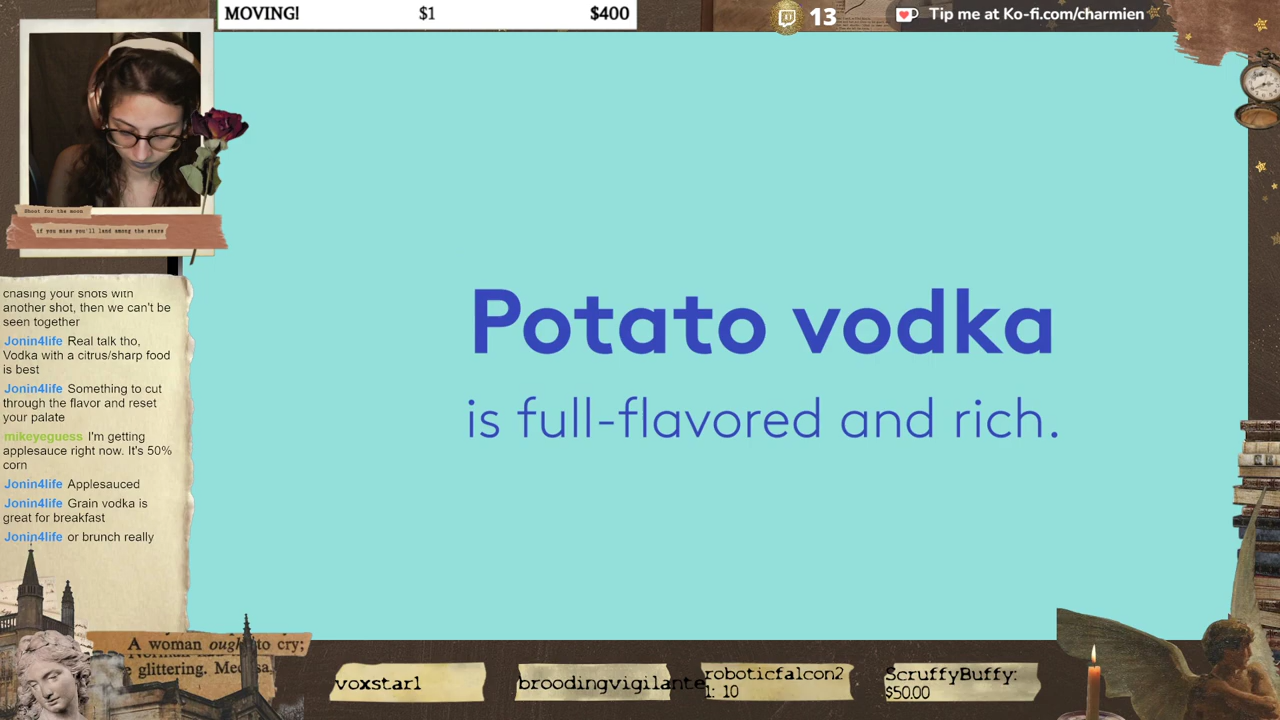 MOVING! $1 $400
13
Tip me at Ko-fi.com/charmien
Shoot for the moon
if you miss you'll land among the stars
chasing your shots with
another shot, then we can't be
seen together
Jonin4life Real talk tho,
Vodka with a citrus/sharp food
is best
Jonin4life Something to cut
through the flavor and reset
your palate
mikeyeguess I'm getting
applesauce right now. It's 50%
corn
Jonin4life Applesauced
Jonin4life Grain vodka is
great for breakfast
Jonin4life or brunch really
Potato vodka
is full-flavored and rich.
A woman ought to cry;
glittering.
voxstar1
broodingvigilante
roboticfalcon2
1: 10
ScruffyBuffy:
$50.00